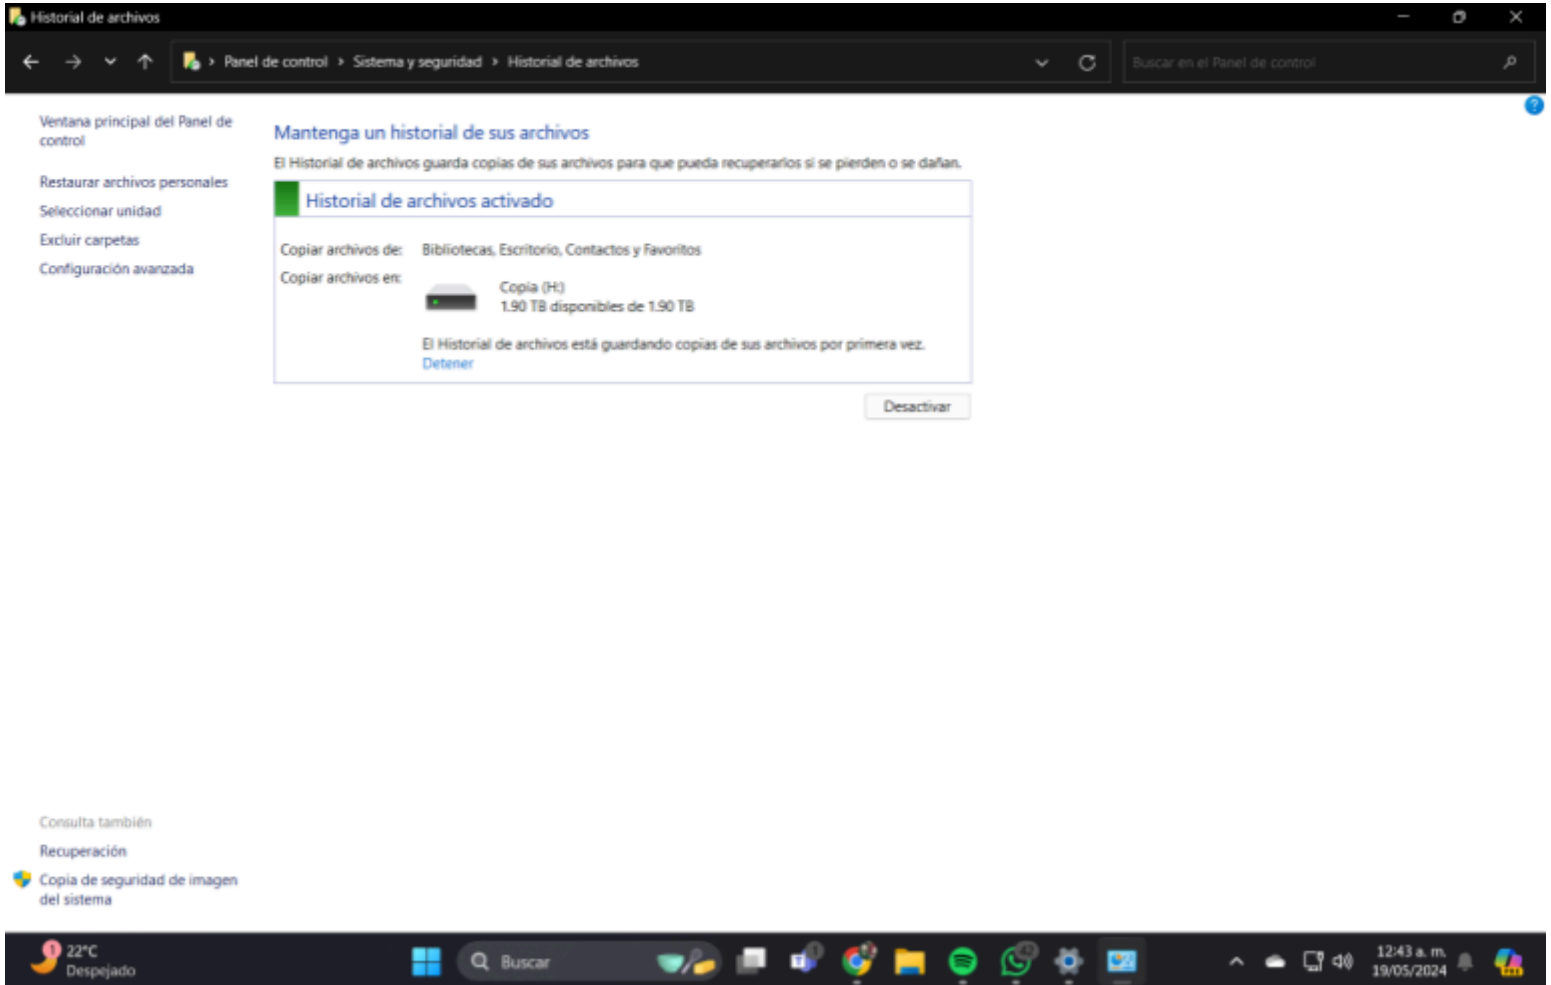 Historial de archivos
Panel de control > Sistema y seguridad > Historial de archivos
Buscar en el Panel de control
Ventana principal del Panel de
control
Restaurar archivos personales
Seleccionar unidad
Excluir carpetas
Configuración avanzada
Mantenga un historial de sus archivos
El Historial de archivos guarda copias de sus archivos para que pueda recuperarlos si se pierden o se dañan.
Historial de archivos activado
Copiar archivos de: Bibliotecas, Escritorio, Contactos y Favoritos
Copiar archivos en:
Copia (H:)
1.90 TB disponibles de 1.90 TB
El Historial de archivos está guardando copias de sus archivos por primera vez.
Detener
Desactivar
Consulta también
Recuperación
Copia de seguridad de imagen
del sistema
1
22°C
Despejado
Buscar
12:43 a. m.
19/05/2024